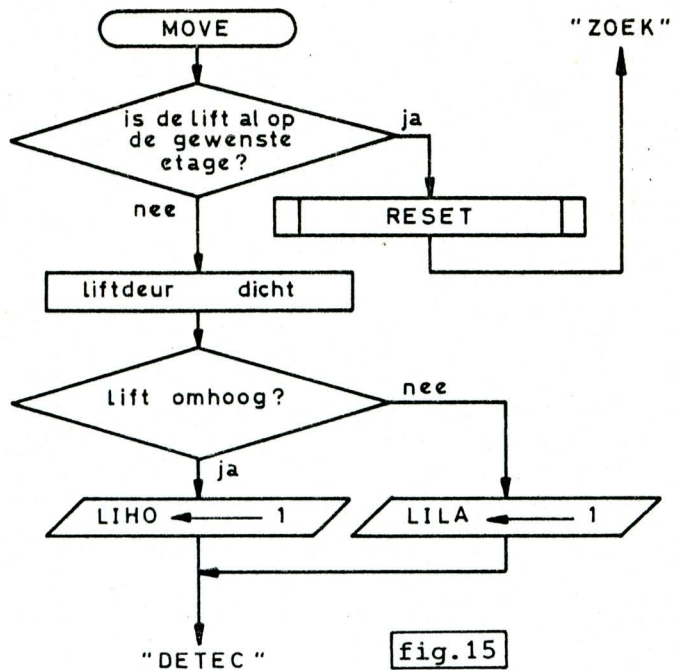 MOVE
"ZOEK"
is de lift al op
de gewenste
etage?
ja
nee
RESET
liftdeur dicht
lift omhoog?
nee
ja
LIHO 1
LILA 1
"DETEC"
fig.15